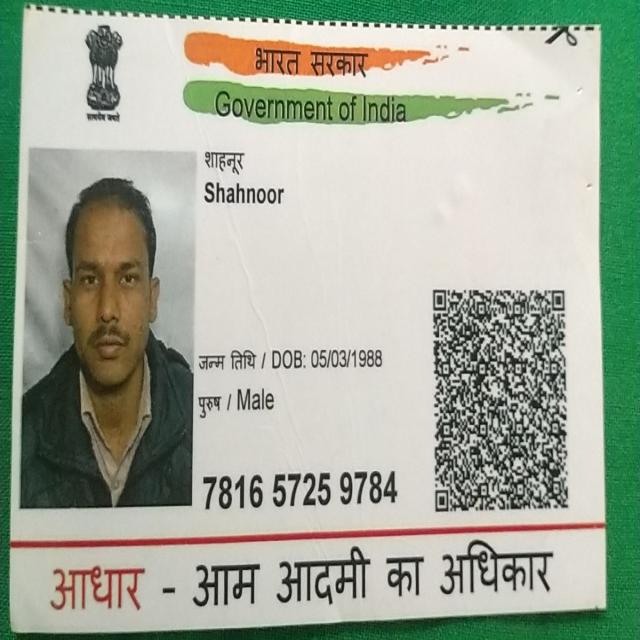 सत्यमेव जयते
भारत सरकार
Government of India
शाहनूर
Shahnoor
जन्म तिथि / DOB: 05/03/1988
पुरुष / Male
7816 5725 9784
आधार - आम आदमी का अधिकार